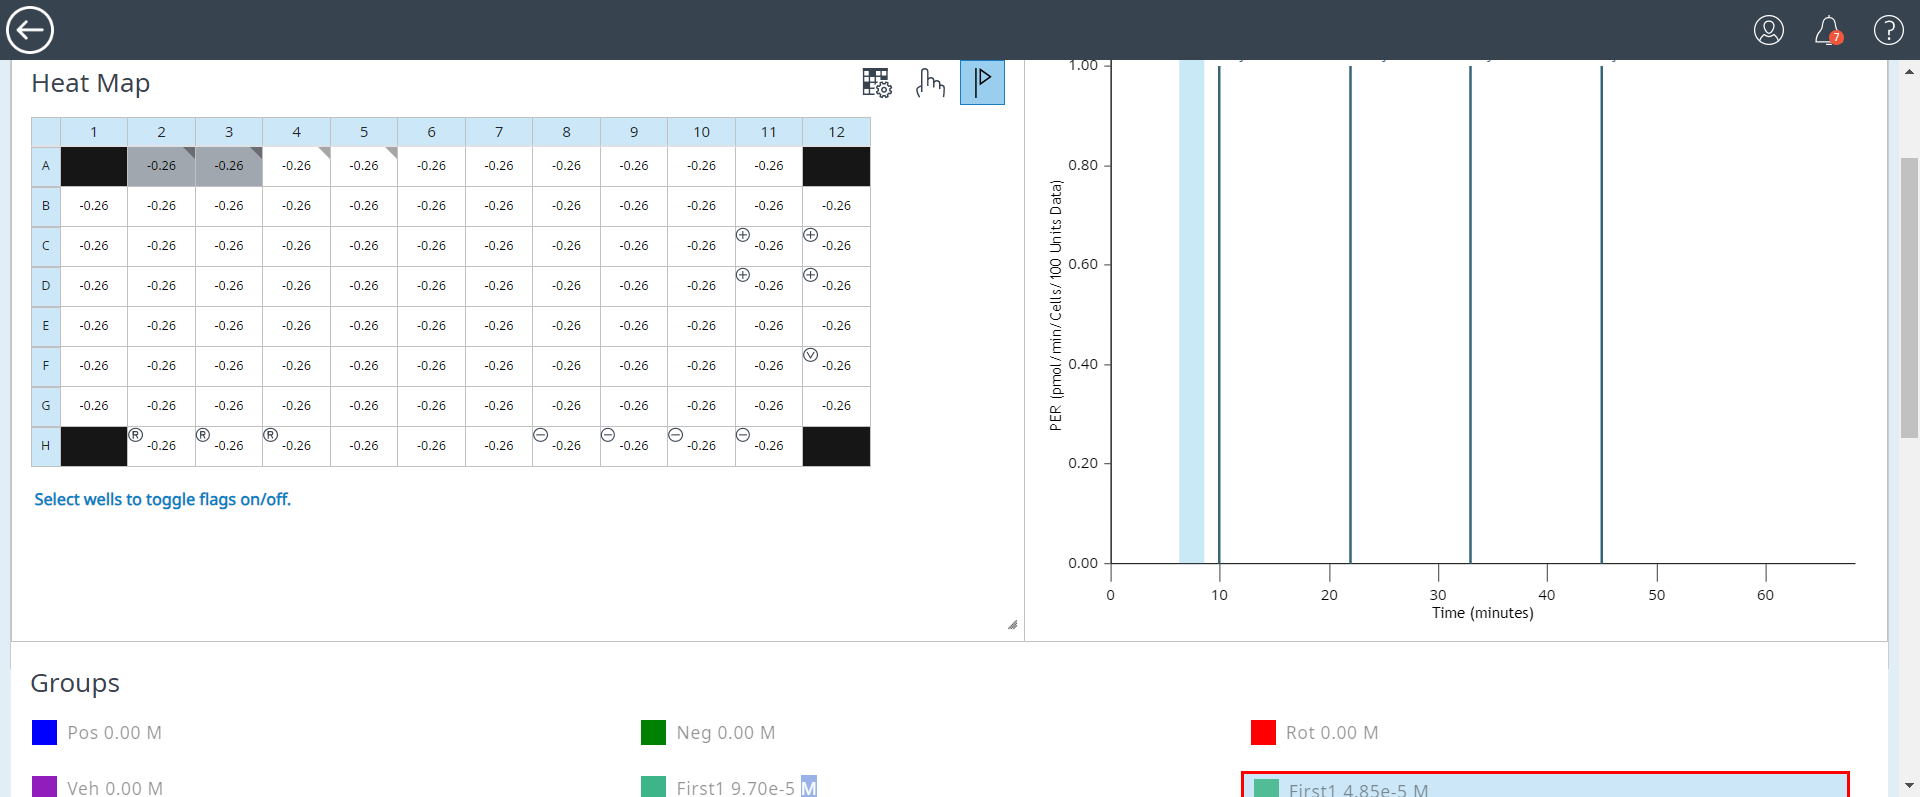 7
?
Heat Map
1 2 3 4 5 6 7 8 9 10 11 12
A -0.26 -0.26 -0.26 -0.26 -0.26 -0.26 -0.26 -0.26 -0.26 -0.26
B -0.26 -0.26 -0.26 -0.26 -0.26 -0.26 -0.26 -0.26 -0.26 -0.26 -0.26 -0.26
C -0.26 -0.26 -0.26 -0.26 -0.26 -0.26 -0.26 -0.26 -0.26 -0.26 + -0.26 + -0.26
D -0.26 -0.26 -0.26 -0.26 -0.26 -0.26 -0.26 -0.26 -0.26 -0.26 + -0.26 + -0.26
E -0.26 -0.26 -0.26 -0.26 -0.26 -0.26 -0.26 -0.26 -0.26 -0.26 -0.26 -0.26
F -0.26 -0.26 -0.26 -0.26 -0.26 -0.26 -0.26 -0.26 -0.26 -0.26 -0.26 V -0.26
G -0.26 -0.26 -0.26 -0.26 -0.26 -0.26 -0.26 -0.26 -0.26 -0.26 -0.26 -0.26
H R -0.26 R -0.26 R -0.26 -0.26 -0.26 -0.26 − -0.26 − -0.26 − -0.26 − -0.26
Select wells to toggle flags on/off.
PER (pmol/min/Cells/100 Units Data)
1.00
0.80
0.60
0.40
0.20
0.00
0 10 20 30 40 50 60
Time (minutes)
Groups
Pos 0.00 M
Neg 0.00 M
Rot 0.00 M
Veh 0.00 M
First1 9.70e-5 M
First1 4.85e-5 M